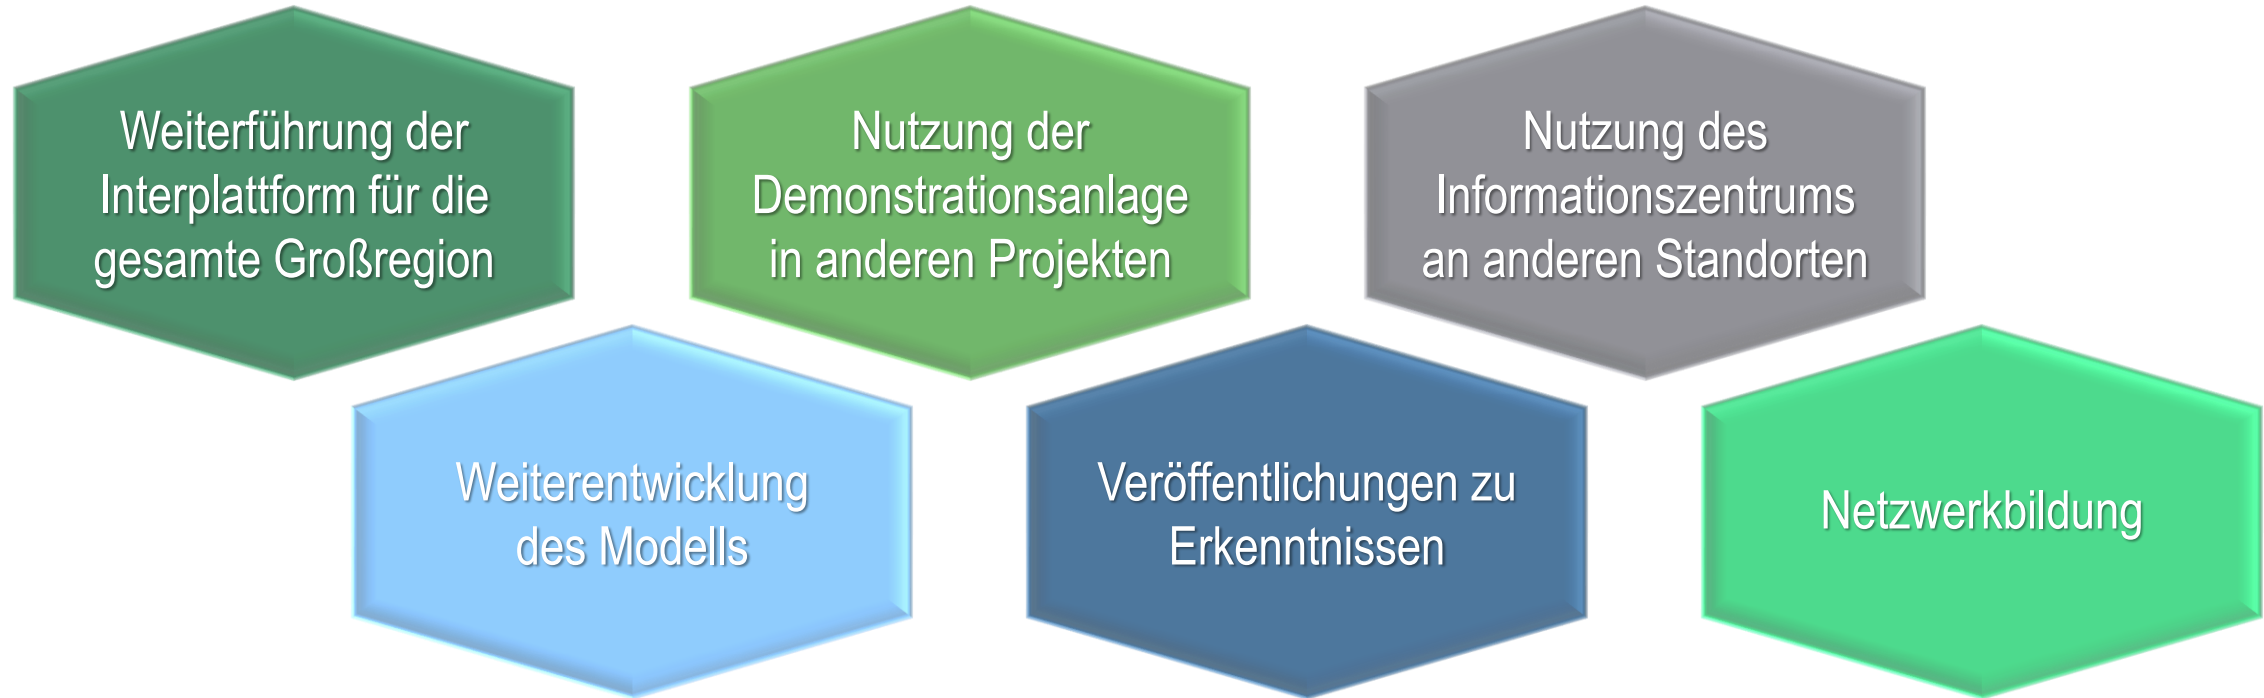 Weiterführung der
Interplattform für die
gesamte Großregion
Nutzung der
Demonstrationsanlage
in anderen Projekten
Nutzung des
Informationszentrums
an anderen Standorten
Weiterentwicklung
des Modells
Veröffentlichungen zu
Erkenntnissen
Netzwerkbildung